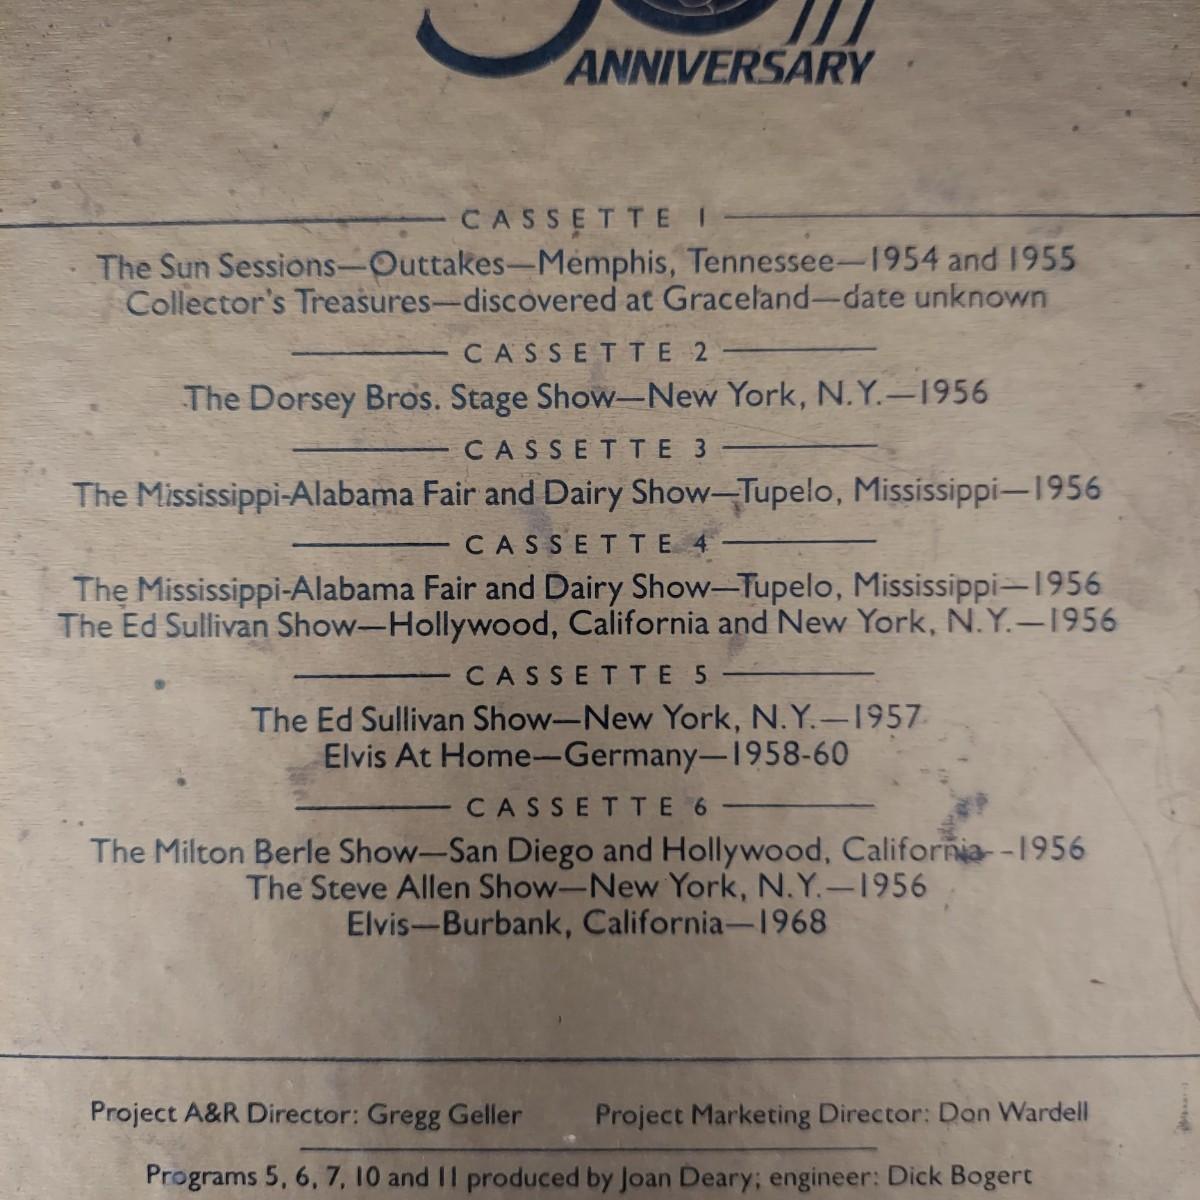 ANNIVERSARY
CASSETTE 1
The Sun Sessions—Outtakes—Memphis, Tennessee—1954 and 1955
Collector's Treasures—discovered at Graceland—date unknown
CASSETTE 2
The Dorsey Bros. Stage Show—New York, N.Y.—1956
CASSETTE 3
The Mississippi-Alabama Fair and Dairy Show—Tupelo, Mississippi—1956
CASSETTE 4
The Mississippi-Alabama Fair and Dairy Show—Tupelo, Mississippi—1956
The Ed Sullivan Show—Hollywood, California and New York, N.Y.—1956
CASSETTE 5
The Ed Sullivan Show—New York, N.Y.—1957
Elvis At Home—Germany—1958-60
CASSETTE 6
The Milton Berle Show—San Diego and Hollywood, California—1956
The Steve Allen Show—New York, N.Y.—1956
Elvis—Burbank, California—1968
Project A&R Director: Gregg Geller Project Marketing Director: Don Wardell
Programs 5, 6, 7, 10 and 11 produced by Joan Deary; engineer: Dick Bogert